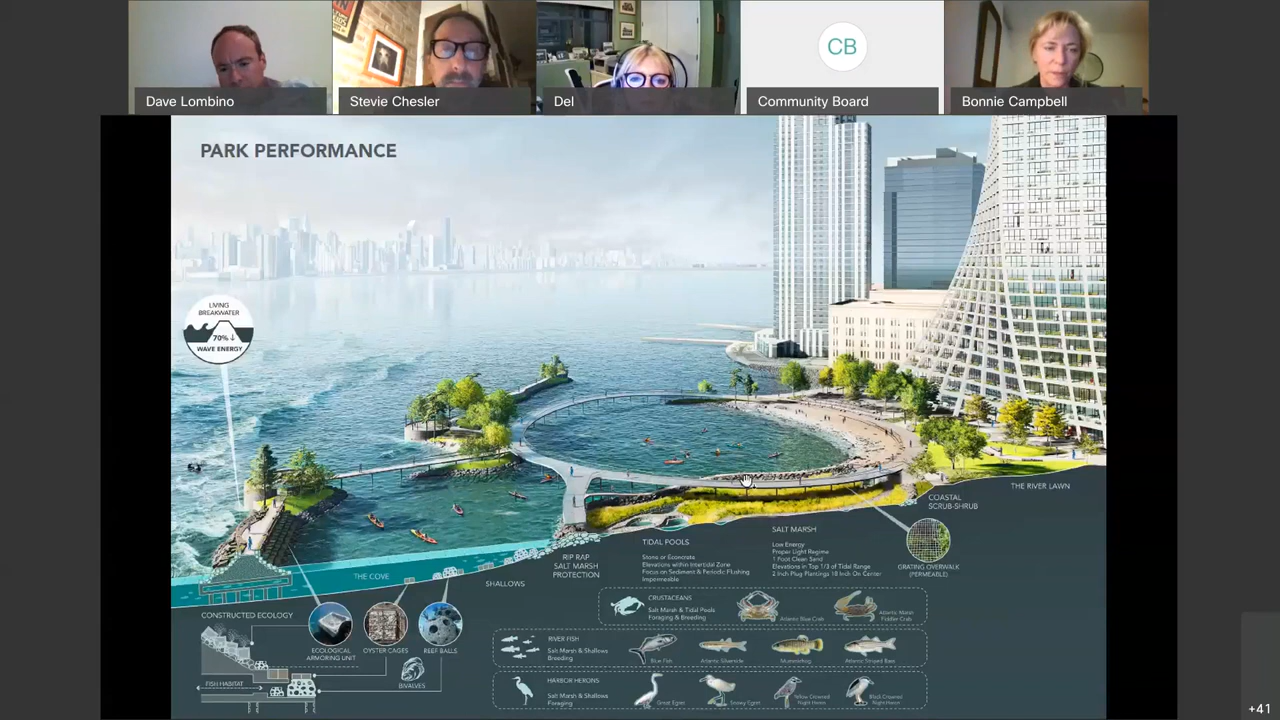 Dave Lombino
Stevie Chesler
Del
CB
Community Board
Bonnie Campbell
PARK PERFORMANCE
LIVING
BREAKWATER
70% ↓
WAVE ENERGY
THE RIVER LAWN
COASTAL
SCRUB-SHRUB
GRATING OVERWALK
(PERMEABLE)
SALT MARSH
Low Energy
Proper Light Regime
1 Foot Clean Sand
Elevations in Top 1/3 of Tidal Range
2 Inch Plug Plantings 18 Inch On Center
TIDAL POOLS
Stone or Econcrete
Elevations within Intertidal Zone
Focus on Sediment & Periodic Flushing
Impermeable
RIP RAP
SALT MARSH
PROTECTION
THE COVE
SHALLOWS
CONSTRUCTED ECOLOGY
ECOLOGICAL
ARMORING UNIT
OYSTER CAGES
REEF BALLS
BIVALVES
FISH HABITAT
CRUSTACEANS
Salt Marsh & Tidal Pools
Foraging & Breeding
Atlantic Blue Crab
Atlantic Marsh
Fiddler Crab
RIVER FISH
Salt Marsh & Shallows
Breeding
Blue Fish
Atlantic Silverside
Mummichog
Atlantic Striped Bass
HARBOR HERONS
Salt Marsh & Shallows
Foraging
Great Egret
Snowy Egret
Yellow Crowned
Night Heron
Black Crowned
Night Heron
+41